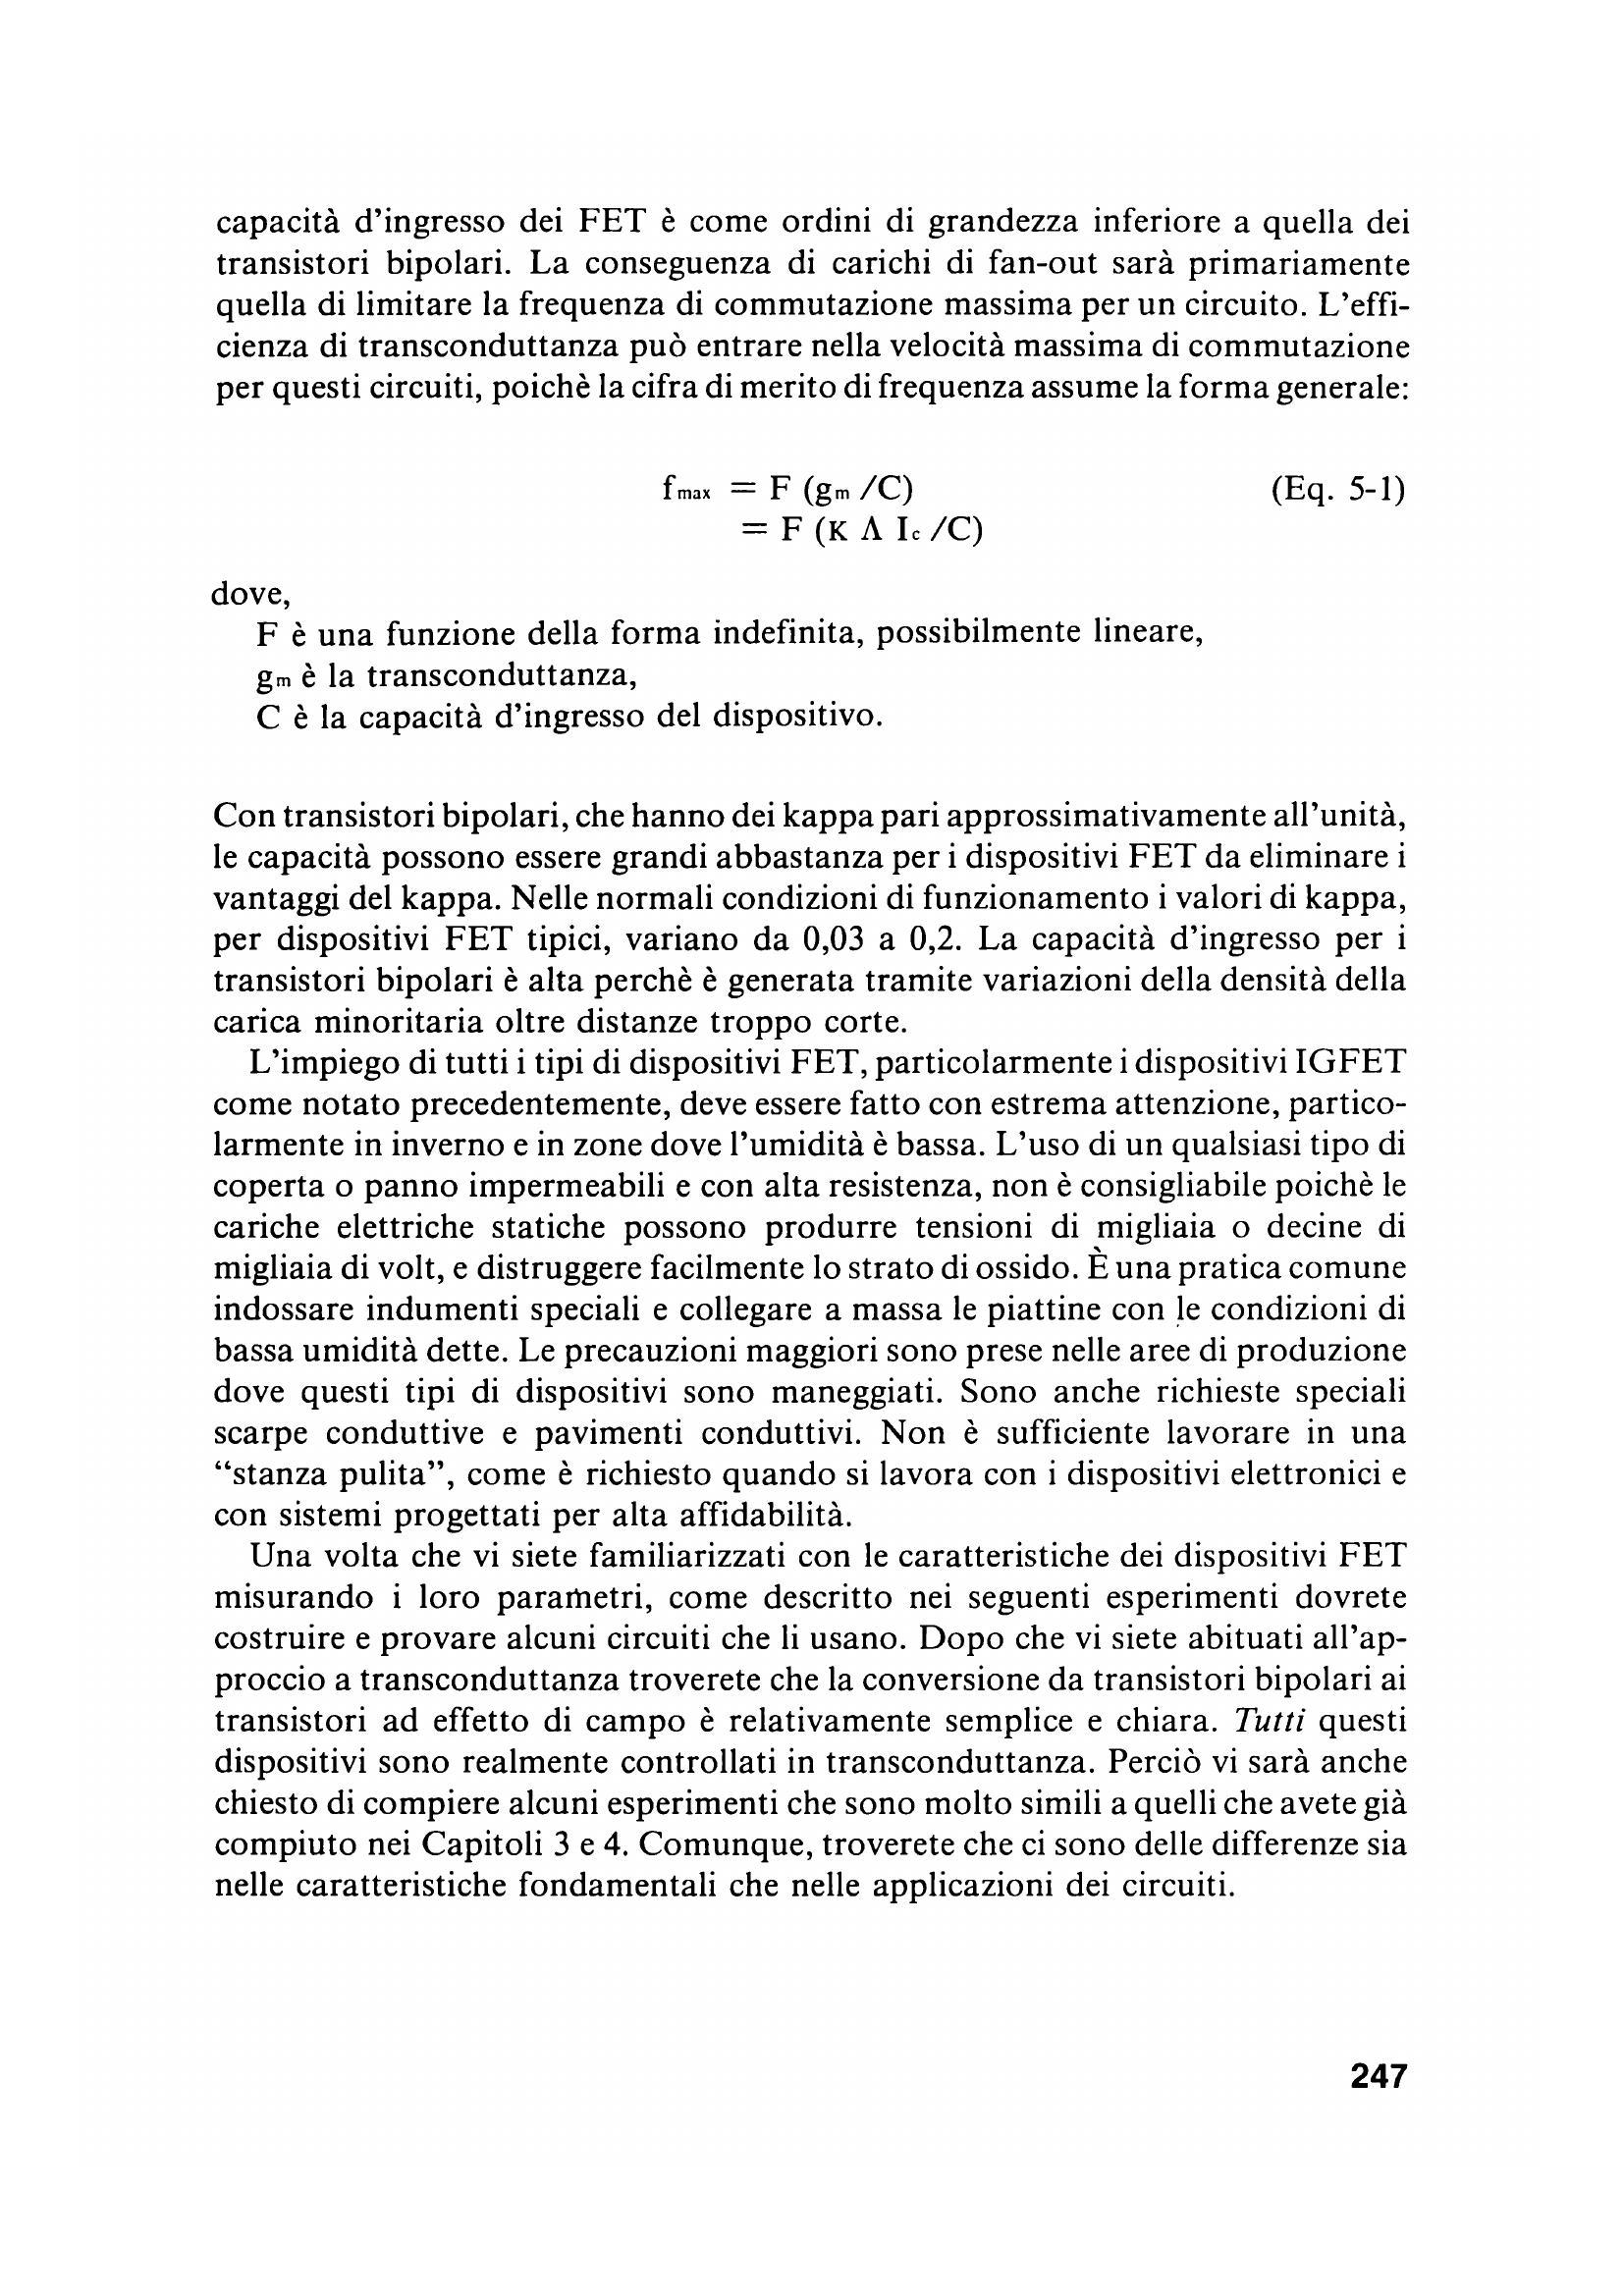 capacità d'ingresso dei FET è come ordini di grandezza inferiore a quella dei
transistori bipolari. La conseguenza di carichi di fan-out sarà primariamente
quella di limitare la frequenza di commutazione massima per un circuito. L'effi-
cienza di transconduttanza può entrare nella velocità massima di commutazione
per questi circuiti, poichè la cifra di merito di frequenza assume la forma generale:
fmax = F (gm /C) (Eq. 5-1)
= F (K Λ Ic /C)
dove,
F è una funzione della forma indefinita, possibilmente lineare,
gm è la transconduttanza,
C è la capacità d'ingresso del dispositivo.
Con transistori bipolari, che hanno dei kappa pari approssimativamente all'unità,
le capacità possono essere grandi abbastanza per i dispositivi FET da eliminare i
vantaggi del kappa. Nelle normali condizioni di funzionamento i valori di kappa,
per dispositivi FET tipici, variano da 0,03 a 0,2. La capacità d'ingresso per i
transistori bipolari è alta perchè è generata tramite variazioni della densità della
carica minoritaria oltre distanze troppo corte.
L'impiego di tutti i tipi di dispositivi FET, particolarmente i dispositivi IGFET
come notato precedentemente, deve essere fatto con estrema attenzione, partico-
larmente in inverno e in zone dove l'umidità è bassa. L'uso di un qualsiasi tipo di
coperta o panno impermeabili e con alta resistenza, non è consigliabile poichè le
cariche elettriche statiche possono produrre tensioni di migliaia o decine di
migliaia di volt, e distruggere facilmente lo strato di ossido. È una pratica comune
indossare indumenti speciali e collegare a massa le piattine con le condizioni di
bassa umidità dette. Le precauzioni maggiori sono prese nelle aree di produzione
dove questi tipi di dispositivi sono maneggiati. Sono anche richieste speciali
scarpe conduttive e pavimenti conduttivi. Non è sufficiente lavorare in una
“stanza pulita”, come è richiesto quando si lavora con i dispositivi elettronici e
con sistemi progettati per alta affidabilità.
Una volta che vi siete familiarizzati con le caratteristiche dei dispositivi FET
misurando i loro parametri, come descritto nei seguenti esperimenti dovrete
costruire e provare alcuni circuiti che li usano. Dopo che vi siete abituati all'ap-
proccio a transconduttanza troverete che la conversione da transistori bipolari ai
transistori ad effetto di campo è relativamente semplice e chiara. Tutti questi
dispositivi sono realmente controllati in transconduttanza. Perciò vi sarà anche
chiesto di compiere alcuni esperimenti che sono molto simili a quelli che avete già
compiuto nei Capitoli 3 e 4. Comunque, troverete che ci sono delle differenze sia
nelle caratteristiche fondamentali che nelle applicazioni dei circuiti.
247